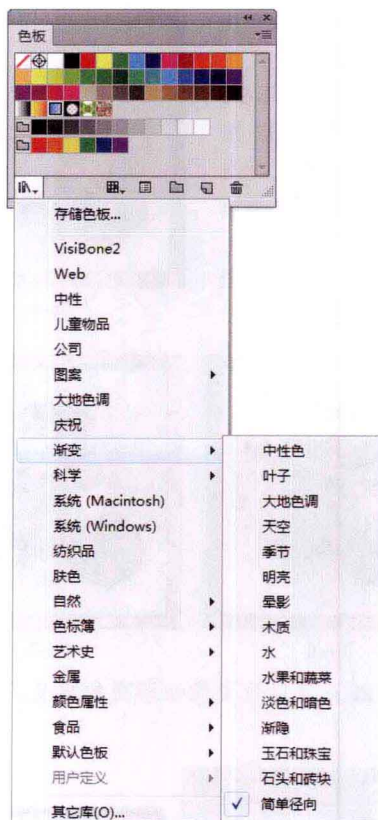 色板
存储色板...
VisiBone2
Web
中性
儿童物品
公司
图案
大地色调
庆祝
渐变
科学
系统 (Macintosh)
系统 (Windows)
纺织品
肤色
自然
色标簿
艺术史
金属
颜色属性
食品
默认色板
用户定义
其它库(O)...
中性色
叶子
大地色调
天空
季节
明亮
晕影
木质
水
水果和蔬菜
淡色和暗色
渐隐
玉石和珠宝
石头和砖块
简单径向